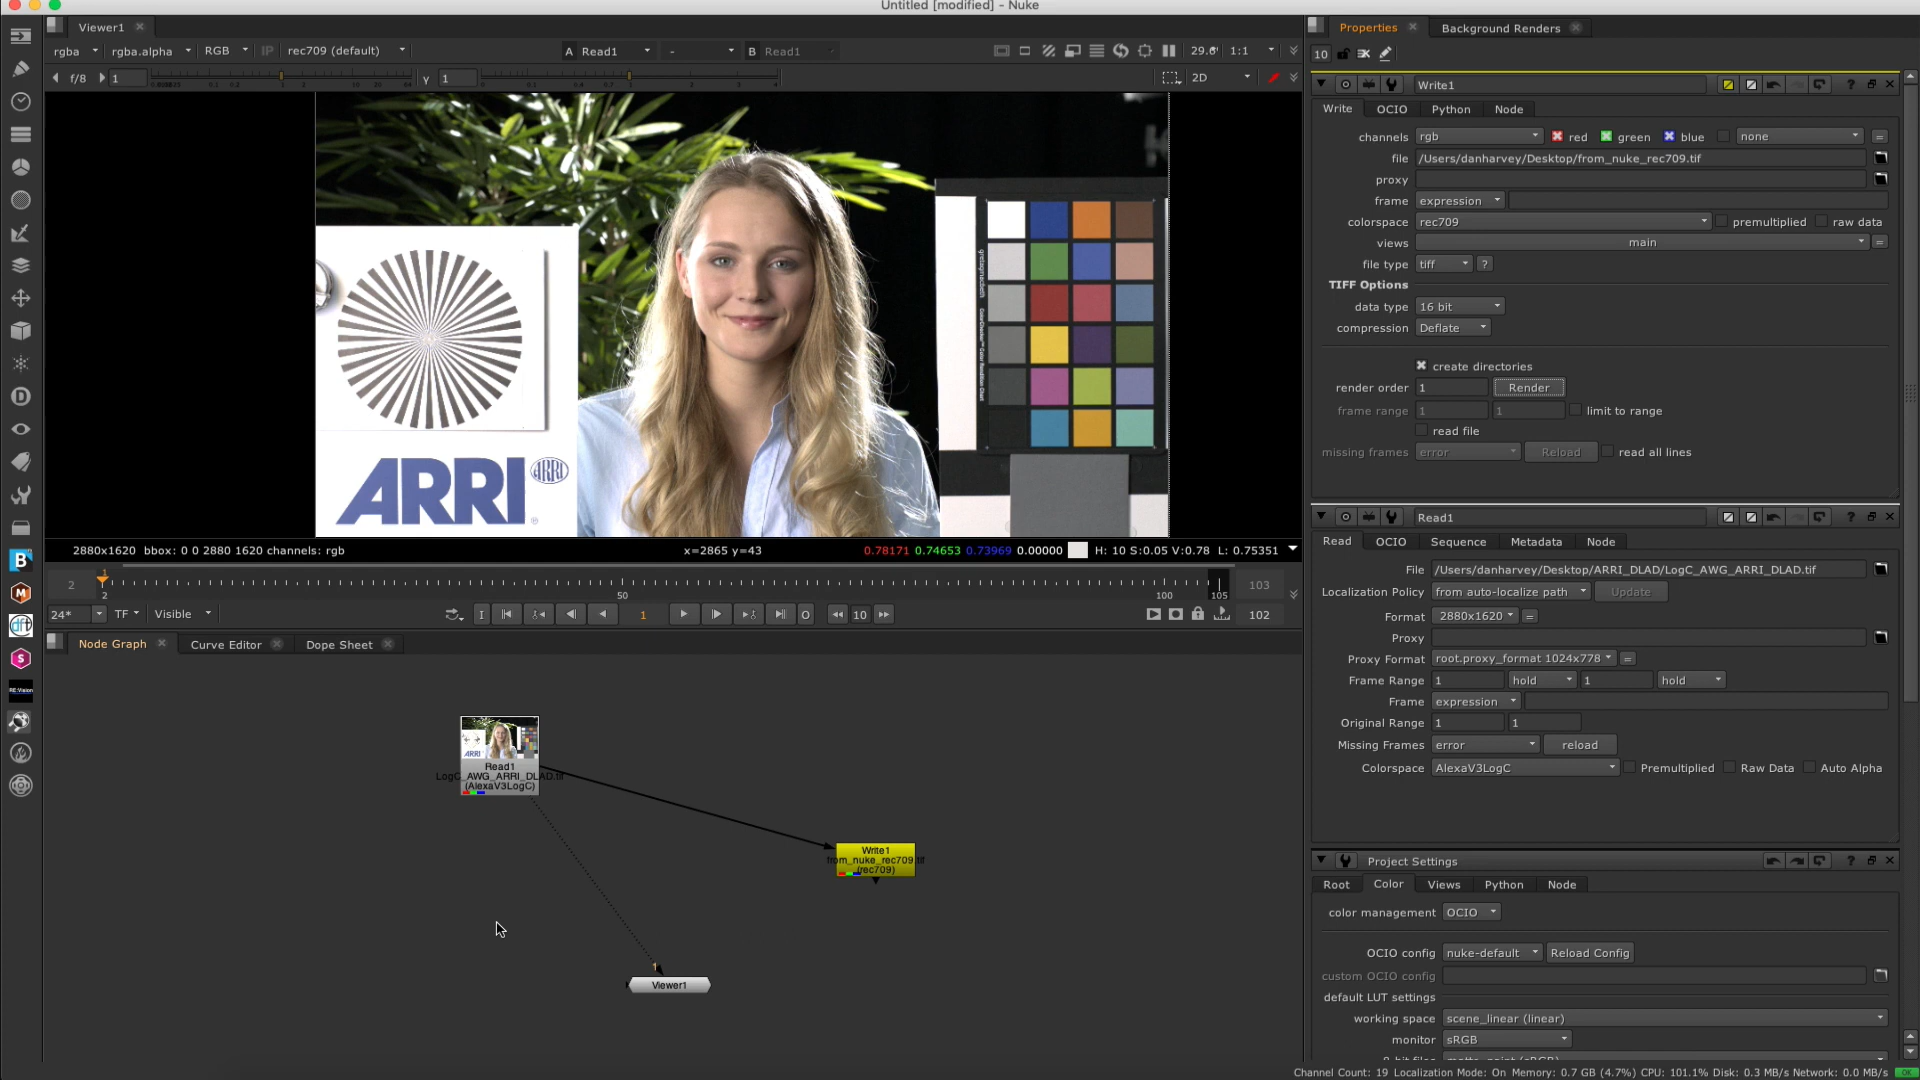 Untitled [modified] - Nuke
Viewer1
rgba rgba.alpha RGB IP rec709 (default) A Read1 - B Read1 1:1
f/8 1 γ 1 2D
ARRI
ARRI
2880x1620 bbox: 0 0 2880 1620 channels: rgb x=2865 y=43 0.78171 0.74653 0.73969 0.00000 H: 10 S:0.05 V:0.78 L: 0.75351
2 1 2 50 100 105 103
24* TF Visible I 1 O 10 102
Node Graph Curve Editor Dope Sheet
ARRI
Read1
LogC_AWG_ARRI_DLAD.tif
(AlexaV3LogC)
Write1
from_nuke_rec709.tif
(rec709)
1
Viewer1
Properties Background Renders
10
Write1
Write OCIO Python Node
channels rgb red green blue none =
file /Users/danharvey/Desktop/from_nuke_rec709.tif
proxy
frame expression
colorspace rec709 premultiplied raw data
views main =
file type tiff ?
TIFF Options
data type 16 bit
compression Deflate
create directories
render order 1 Render
frame range 1 1 limit to range
read file
missing frames error Reload read all lines
Read1
Read OCIO Sequence Metadata Node
File /Users/danharvey/Desktop/ARRI_DLAD/LogC_AWG_ARRI_DLAD.tif
Localization Policy from auto-localize path Update
Format 2880x1620 =
Proxy
Proxy Format root.proxy_format 1024x778 =
Frame Range 1 hold 1 hold
Frame expression
Original Range 1 1
Missing Frames error reload
Colorspace AlexaV3LogC Premultiplied Raw Data Auto Alpha
Project Settings
Root Color Views Python Node
color management OCIO
OCIO config nuke-default Reload Config
custom OCIO config
default LUT settings
working space scene_linear (linear)
monitor sRGB
Channel Count: 19 Localization Mode: On Memory: 0.7 GB (4.7%) CPU: 101.1% Disk: 0.3 MB/s Network: 0.0 MB/s OK